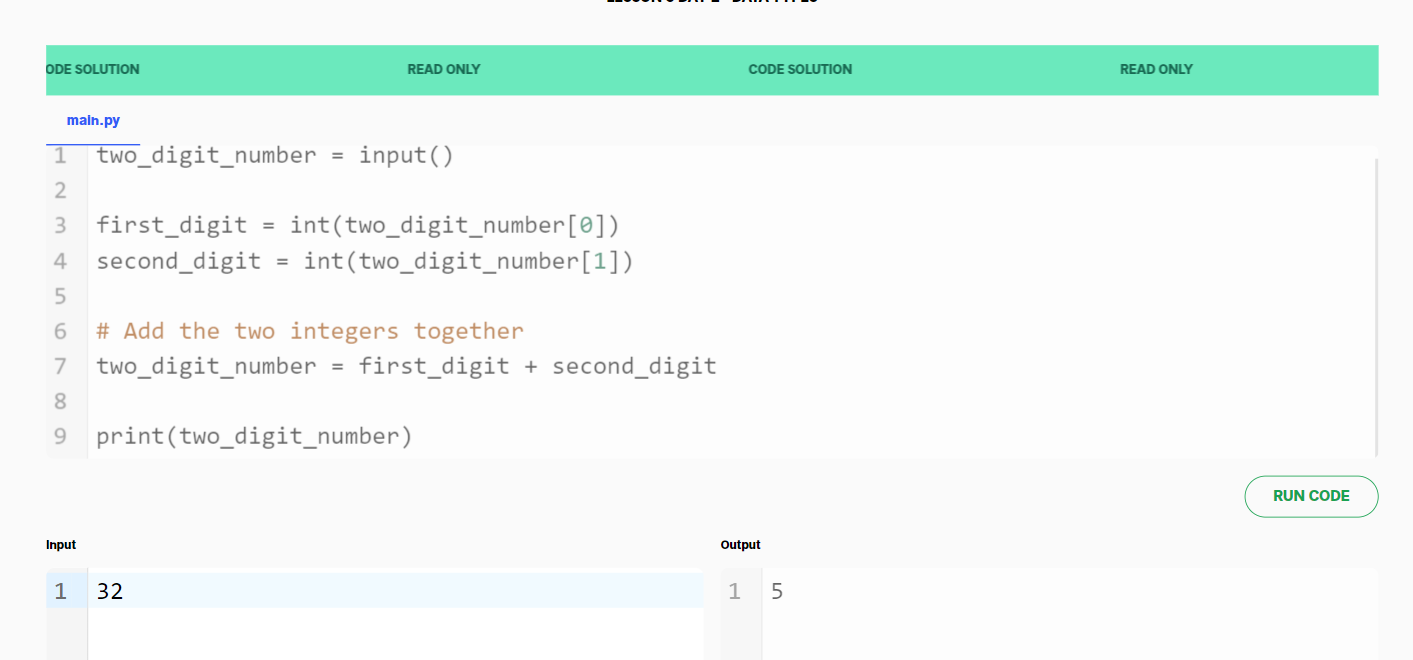 ODE SOLUTION READ ONLY CODE SOLUTION READ ONLY
main.py
1 two_digit_number = input()
2
3 first_digit = int(two_digit_number[0])
4 second_digit = int(two_digit_number[1])
5
6 # Add the two integers together
7 two_digit_number = first_digit + second_digit
8
9 print(two_digit_number)
RUN CODE
Input
1 32
Output
1 5